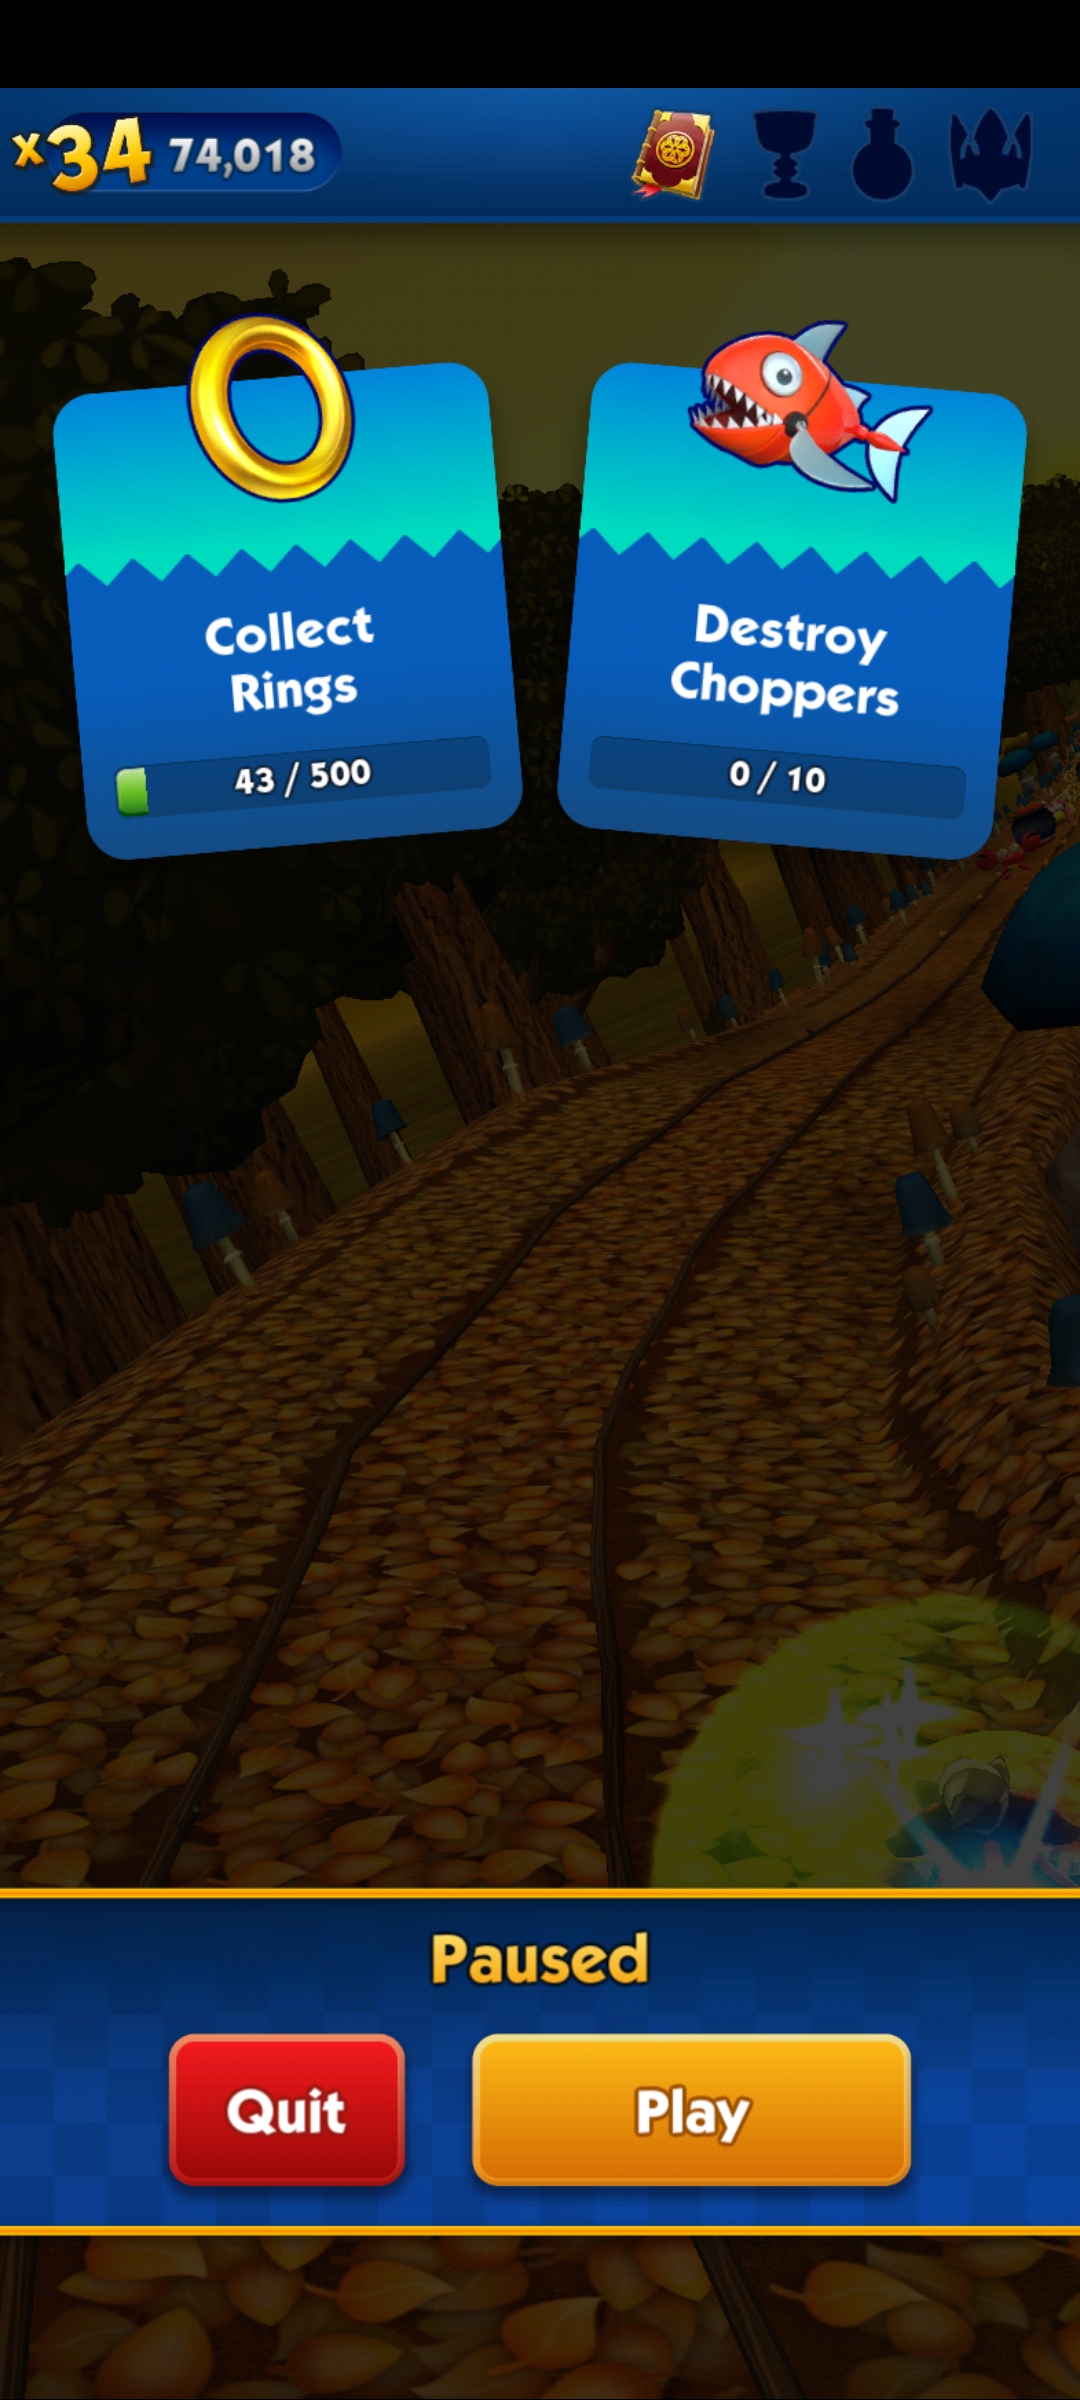 x34 74,018
Collect
Rings
43 / 500
Destroy
Choppers
0 / 10
Paused
Quit
Play